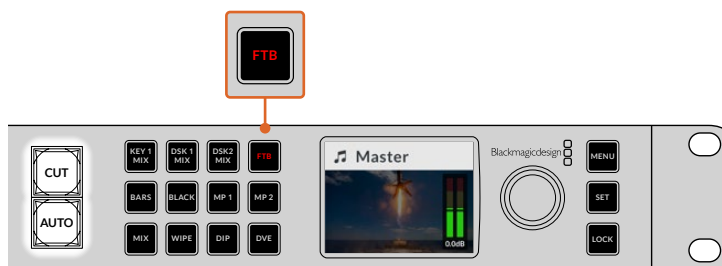 FTB
KEY 1
MIX
DSK 1
MIX
DSK2
MIX
FTB
CUT
AUTO
BARS
BLACK
MP 1
MP 2
MIX
WIPE
DIP
DVE
Master
0.0dB
Blackmagicdesign
MENU
SET
LOCK